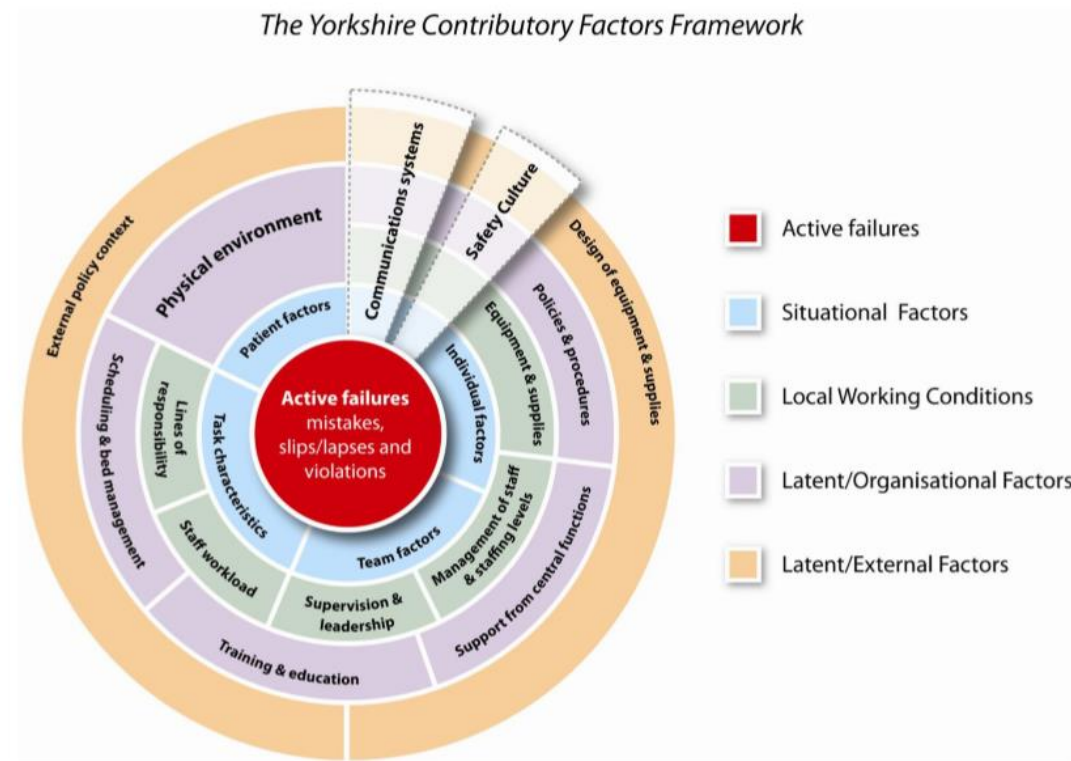 The Yorkshire Contributory Factors Framework
External policy context
Design of equipment & supplies
Communications systems
Safety Culture
Physical environment
Policies & procedures
Support from central functions
Training & education
Scheduling & bed management
Equipment & supplies
Management of staff
& staffing levels
Supervision &
leadership
Staff workload
Lines of
responsibility
Patient factors
Individual factors
Team factors
Task characteristics
Active failures
mistakes,
slips/lapses and
violations
Active failures
Situational Factors
Local Working Conditions
Latent/Organisational Factors
Latent/External Factors